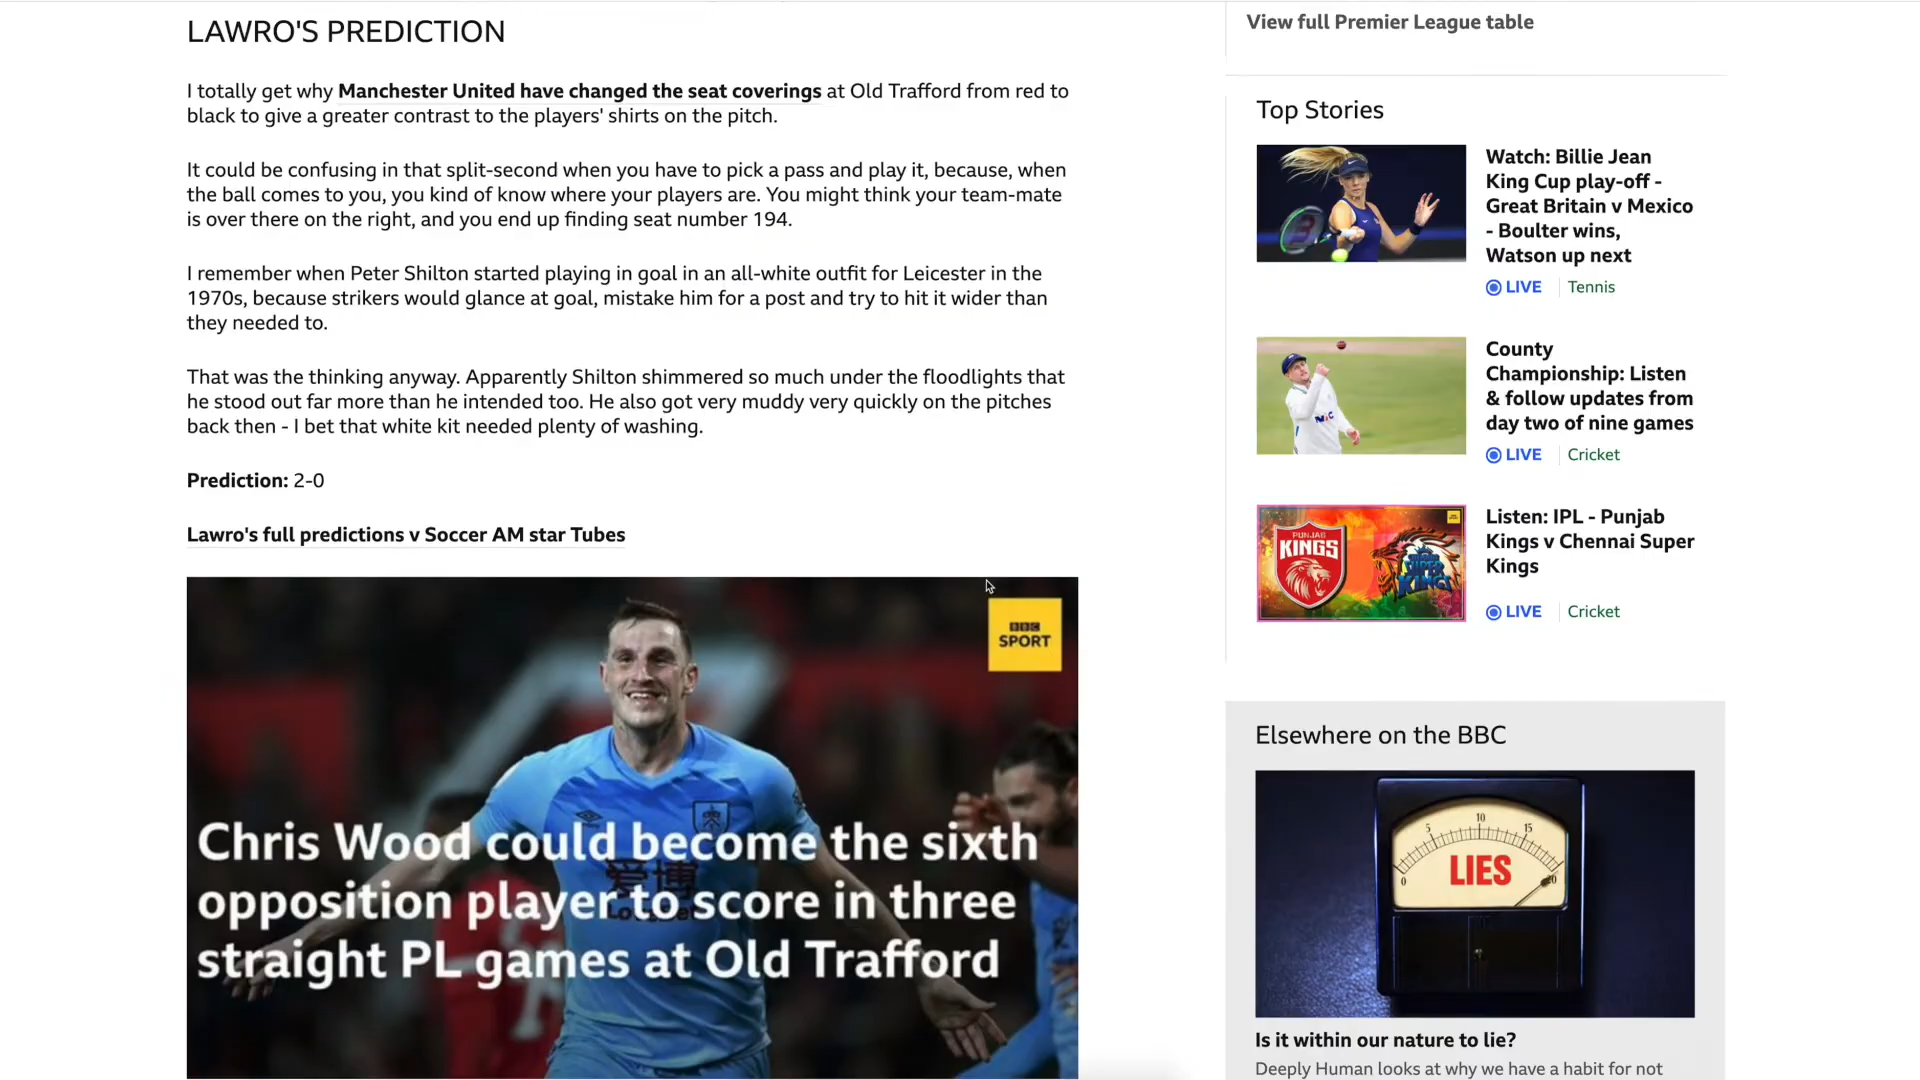 LAWRO'S PREDICTION
I totally get why Manchester United have changed the seat coverings at Old Trafford from red to
black to give a greater contrast to the players' shirts on the pitch.
It could be confusing in that split-second when you have to pick a pass and play it, because, when
the ball comes to you, you kind of know where your players are. You might think your team-mate
is over there on the right, and you end up finding seat number 194.
I remember when Peter Shilton started playing in goal in an all-white outfit for Leicester in the
1970s, because strikers would glance at goal, mistake him for a post and try to hit it wider than
they needed to.
That was the thinking anyway. Apparently Shilton shimmered so much under the floodlights that
he stood out far more than he intended too. He also got very muddy very quickly on the pitches
back then - I bet that white kit needed plenty of washing.
Prediction: 2-0
Lawro's full predictions v Soccer AM star Tubes
BBC
SPORT
Chris Wood could become the sixth
opposition player to score in three
straight PL games at Old Trafford
View full Premier League table
Top Stories
Watch: Billie Jean
King Cup play-off -
Great Britain v Mexico
- Boulter wins,
Watson up next
LIVE
Tennis
County
Championship: Listen
& follow updates from
day two of nine games
LIVE
Cricket
PUNJAB
KINGS
SUPER
KINGS
Listen: IPL - Punjab
Kings v Chennai Super
Kings
LIVE
Cricket
Elsewhere on the BBC
0 5 10 15 20
LIES
Is it within our nature to lie?
Deeply Human looks at why we have a habit for not